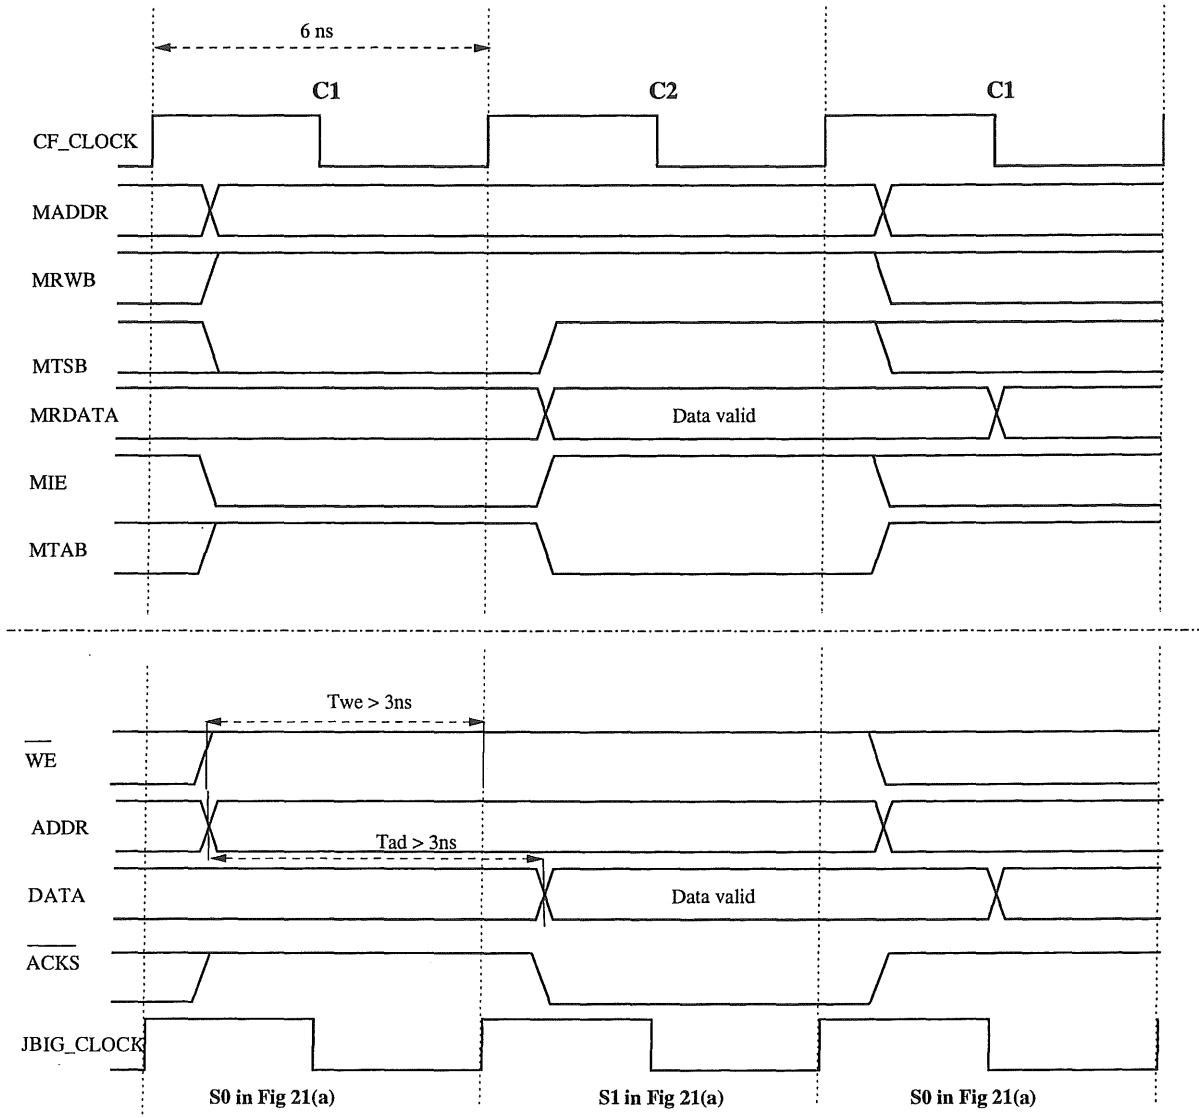 6 ns
C1 C2 C1
CF_CLOCK
MADDR
MRWB
MTSB
MRDATA Data valid
MIE
MTAB
Twe > 3ns
WE
ADDR
Tad > 3ns
DATA Data valid
ACKS
JBIG_CLOCK
S0 in Fig 21(a) S1 in Fig 21(a) S0 in Fig 21(a)